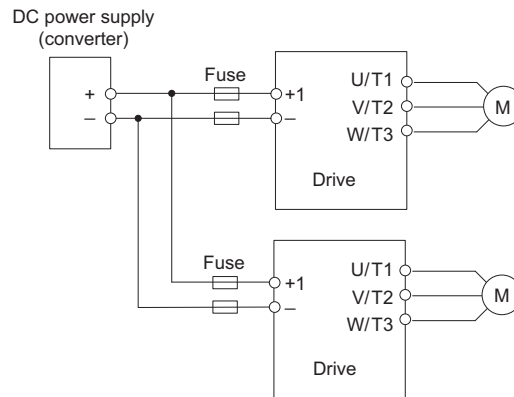 DC power supply
(converter)
+
–
Fuse
+1
–
U/T1
V/T2
W/T3
Drive
M
Fuse
+1
–
U/T1
V/T2
W/T3
Drive
M